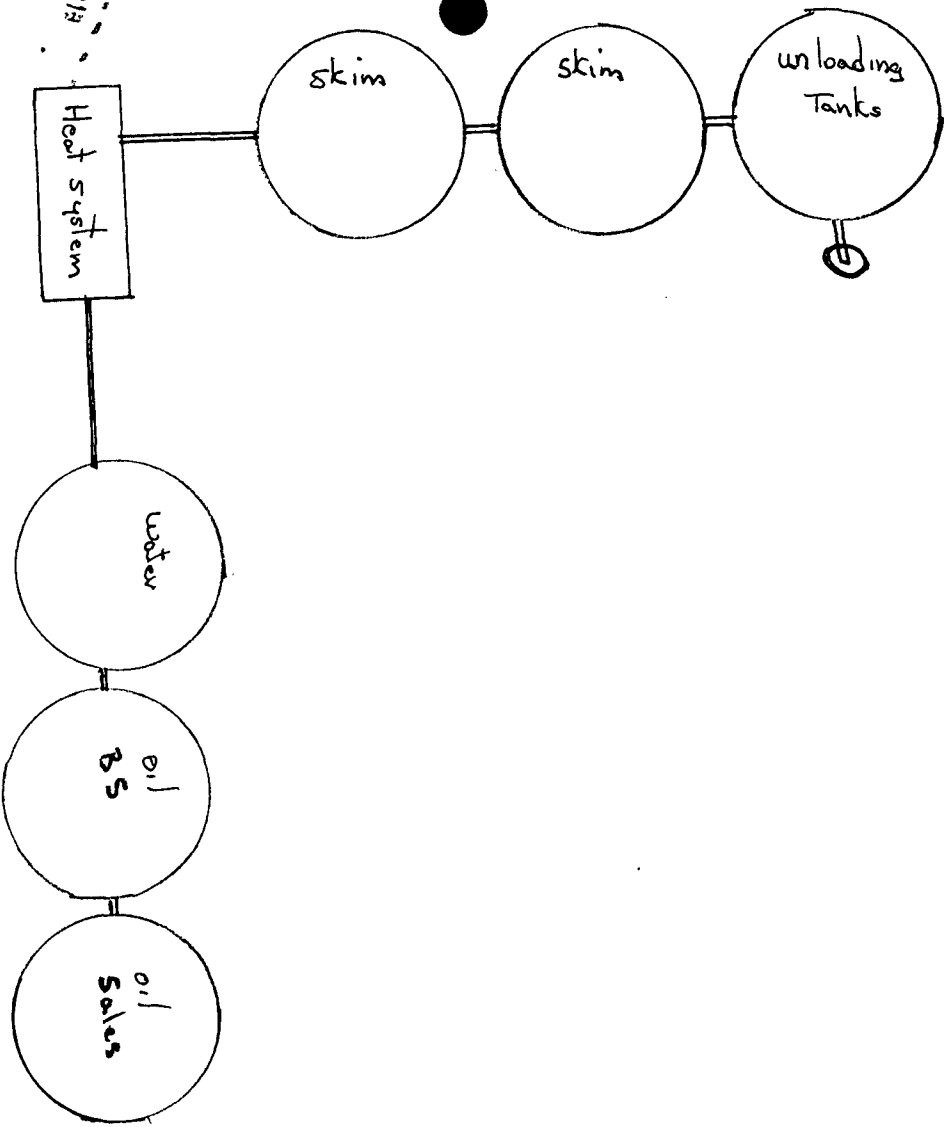 skim
skim
unloading
Tanks
Heat system
water
oil
BS
oil
Sales